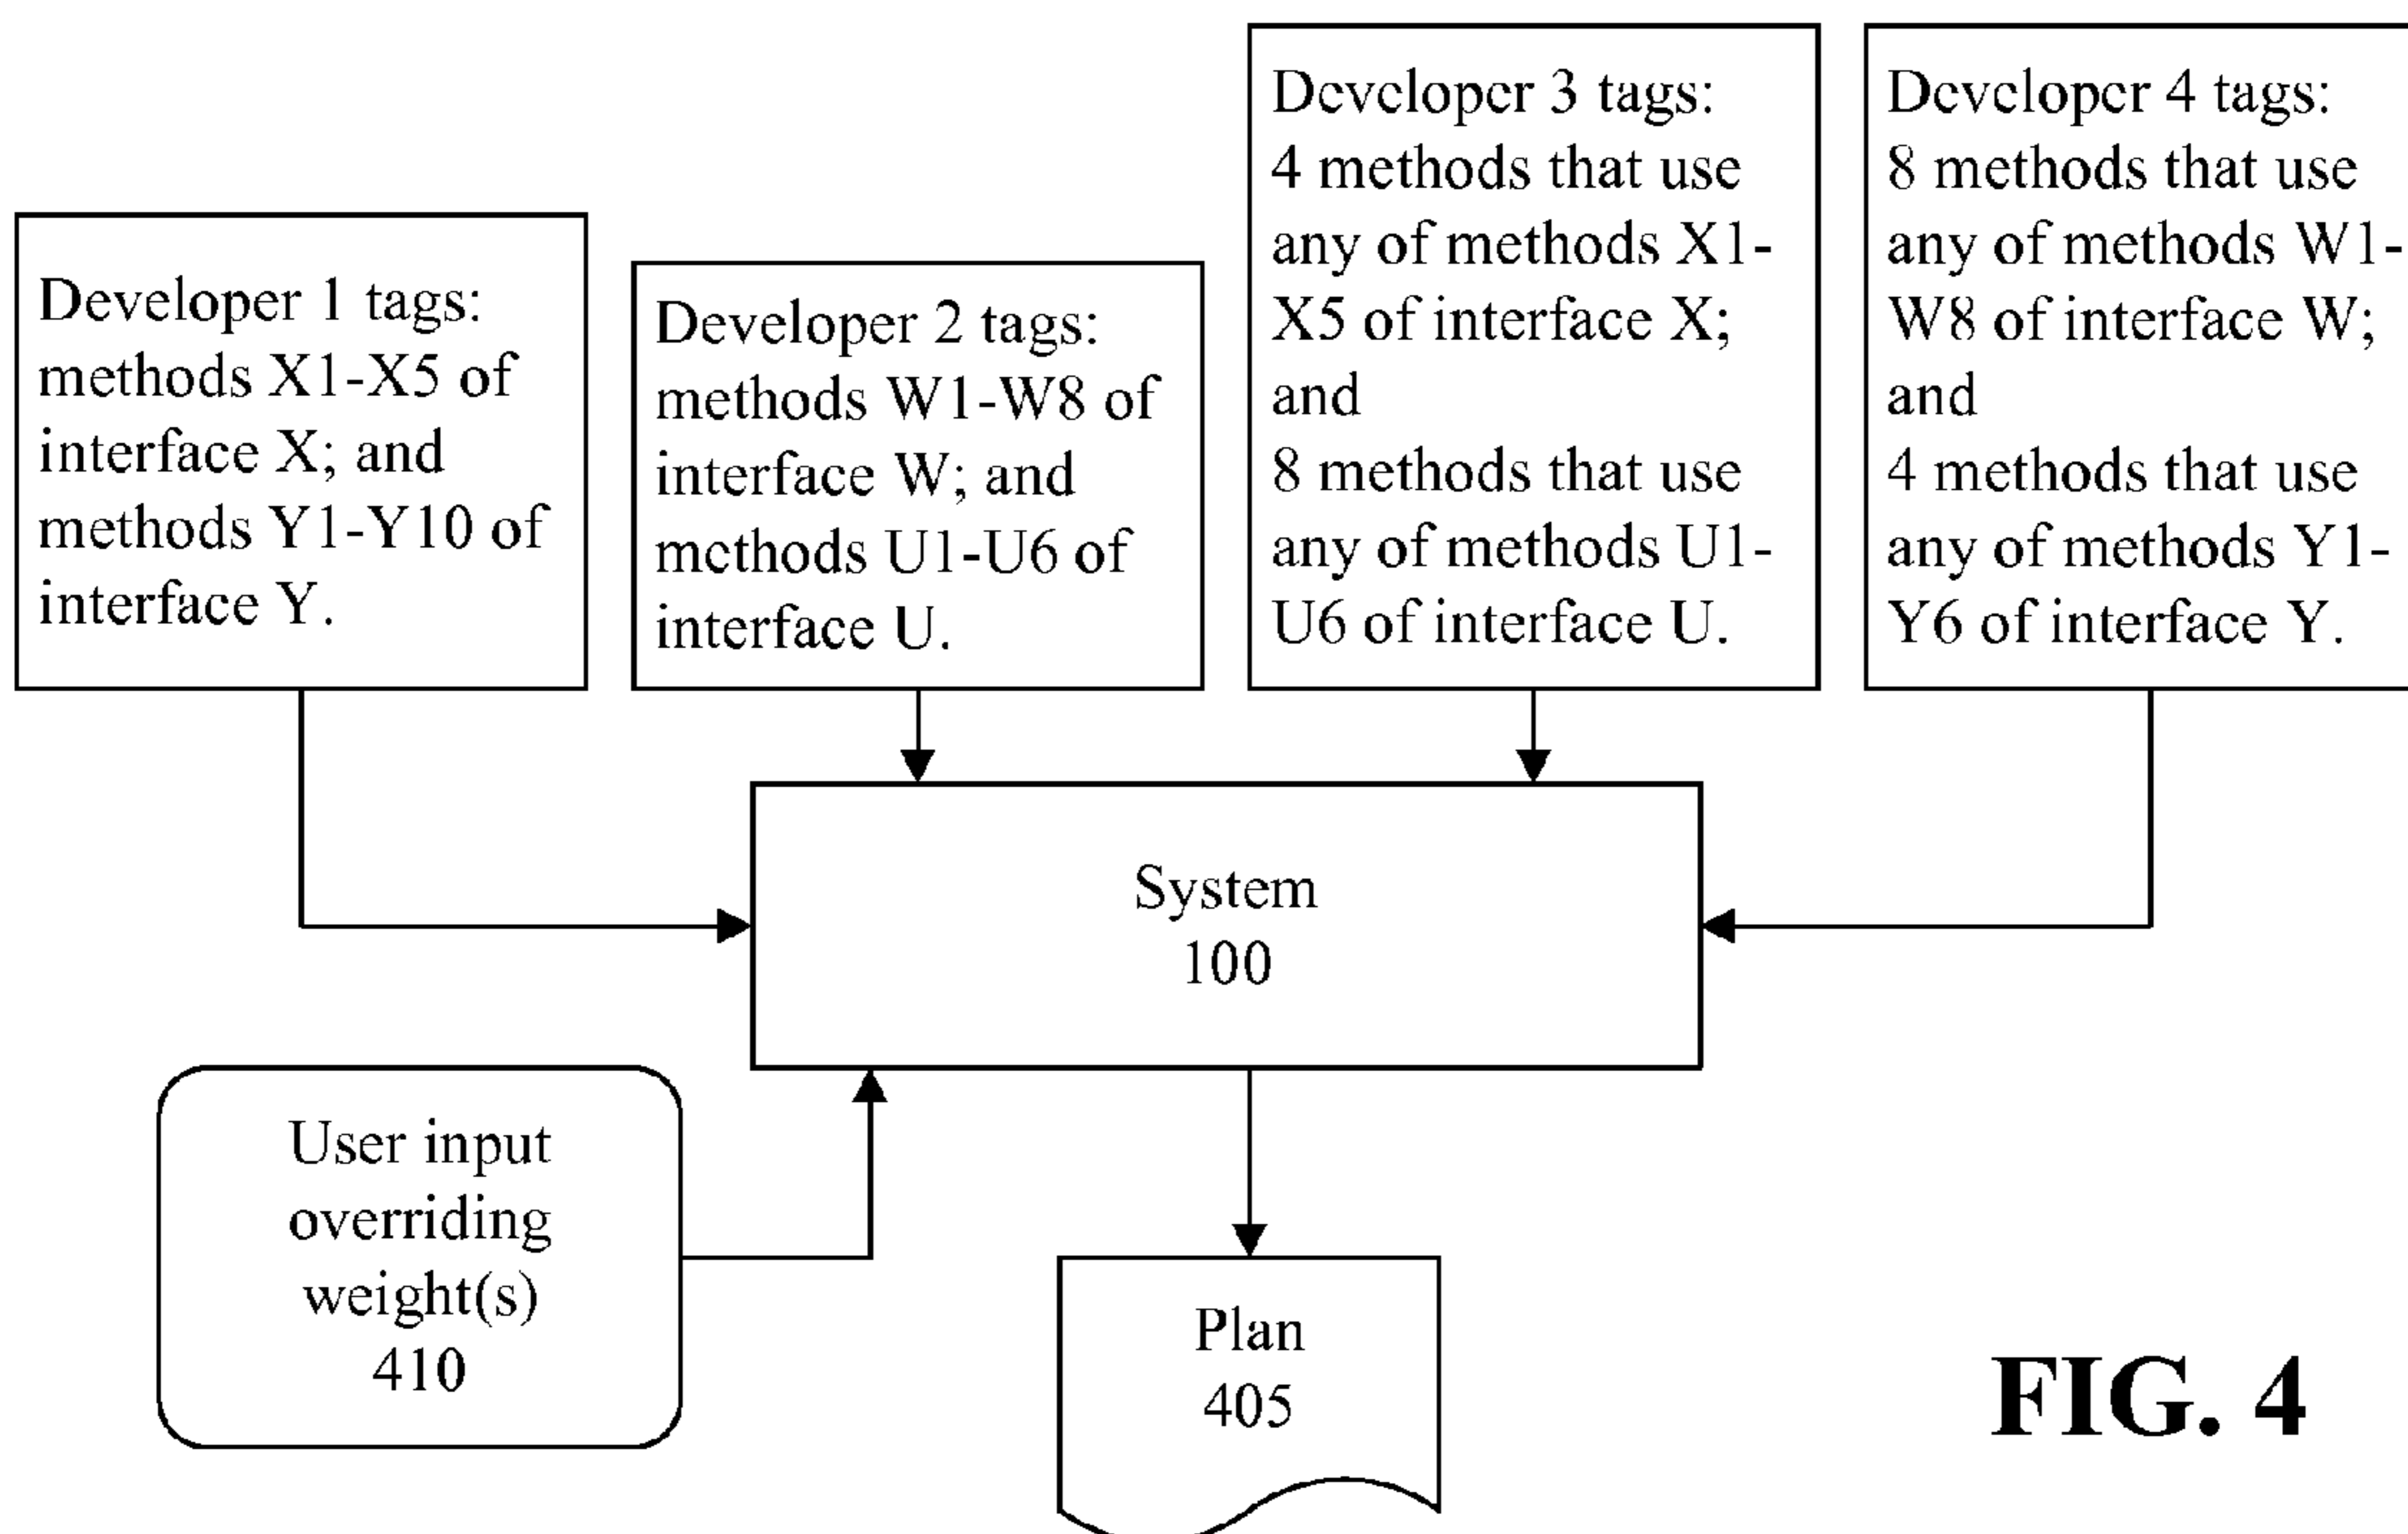 Developer 1 tags:
methods X1-X5 of
interface X; and
methods Y1-Y10 of
interface Y.
Developer 2 tags:
methods W1-W8 of
interface W; and
methods U1-U6 of
interface U.
Developer 3 tags:
4 methods that use
any of methods X1-
X5 of interface X;
and
8 methods that use
any of methods U1-
U6 of interface U.
Developer 4 tags:
8 methods that use
any of methods W1-
W8 of interface W;
and
4 methods that use
any of methods Y1-
Y6 of interface Y.
System
100
User input
overriding
weight(s)
410
Plan
405
FIG. 4